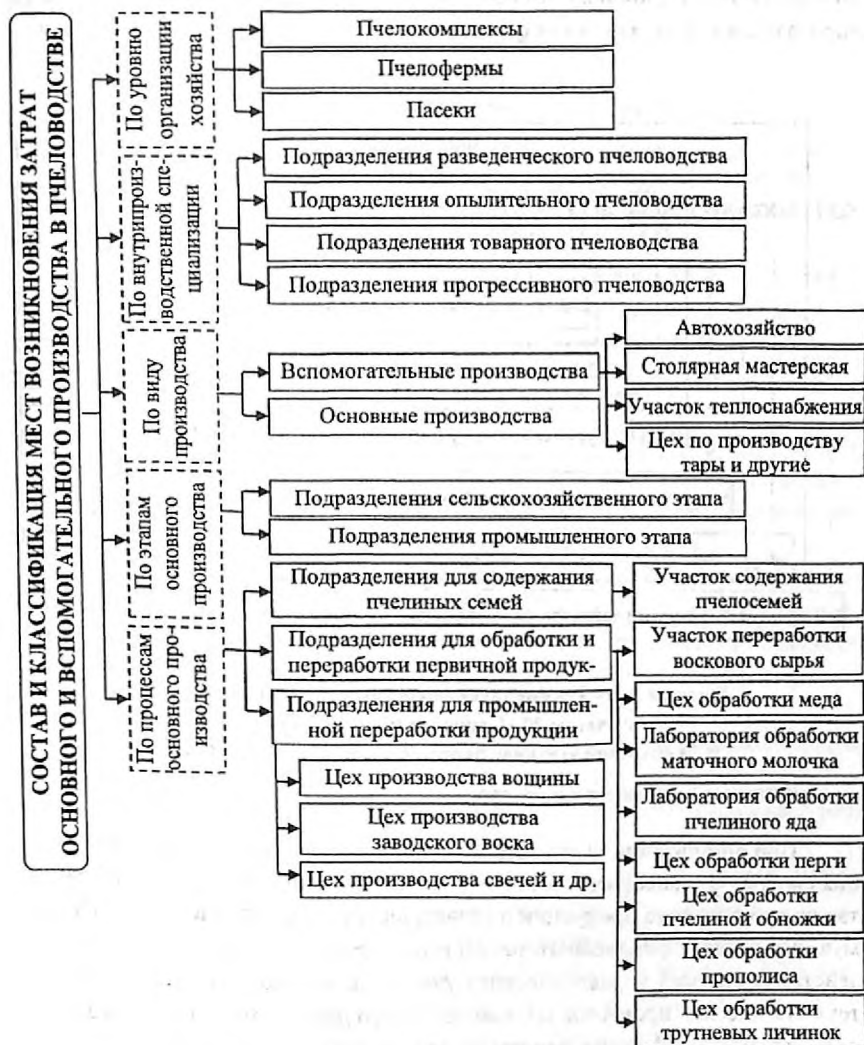 СОСТАВ И КЛАССИФИКАЦИЯ МЕСТ ВОЗНИКНОВЕНИЯ ЗАТРАТ
ОСНОВНОГО И ВСПОМОГАТЕЛЬНОГО ПРОИЗВОДСТВА В ПЧЕЛОВОДСТВЕ
По уровню
организации
хозяйства
Пчелокомплексы
Пчелофермы
Пасеки
По внутрипроиз-
водственной спе-
циализации
Подразделения разведенческого пчеловодства
Подразделения опылительного пчеловодства
Подразделения товарного пчеловодства
Подразделения прогрессивного пчеловодства
По виду
производства
Вспомогательные производства
Основные производства
Автохозяйство
Столярная мастерская
Участок теплоснабжения
Цех по производству
тары и другие
По этапам
основного
производства
Подразделения сельскохозяйственного этапа
Подразделения промышленного этапа
По процессам
основного про-
изводства
Подразделения для содержания
пчелиных семей
Участок содержания
пчелосемей
Подразделения для обработки и
переработки первичной продук-
Участок переработки
воскового сырья
Цех обработки меда
Лаборатория обработки
маточного молочка
Лаборатория обработки
пчелиного яда
Цех обработки перги
Цех обработки
пчелиной обножки
Цех обработки
прополиса
Цех обработки
трутневых личинок
Подразделения для промышлен-
ной переработки продукции
Цех производства вощины
Цех производства
заводского воска
Цех производства свечей и др.